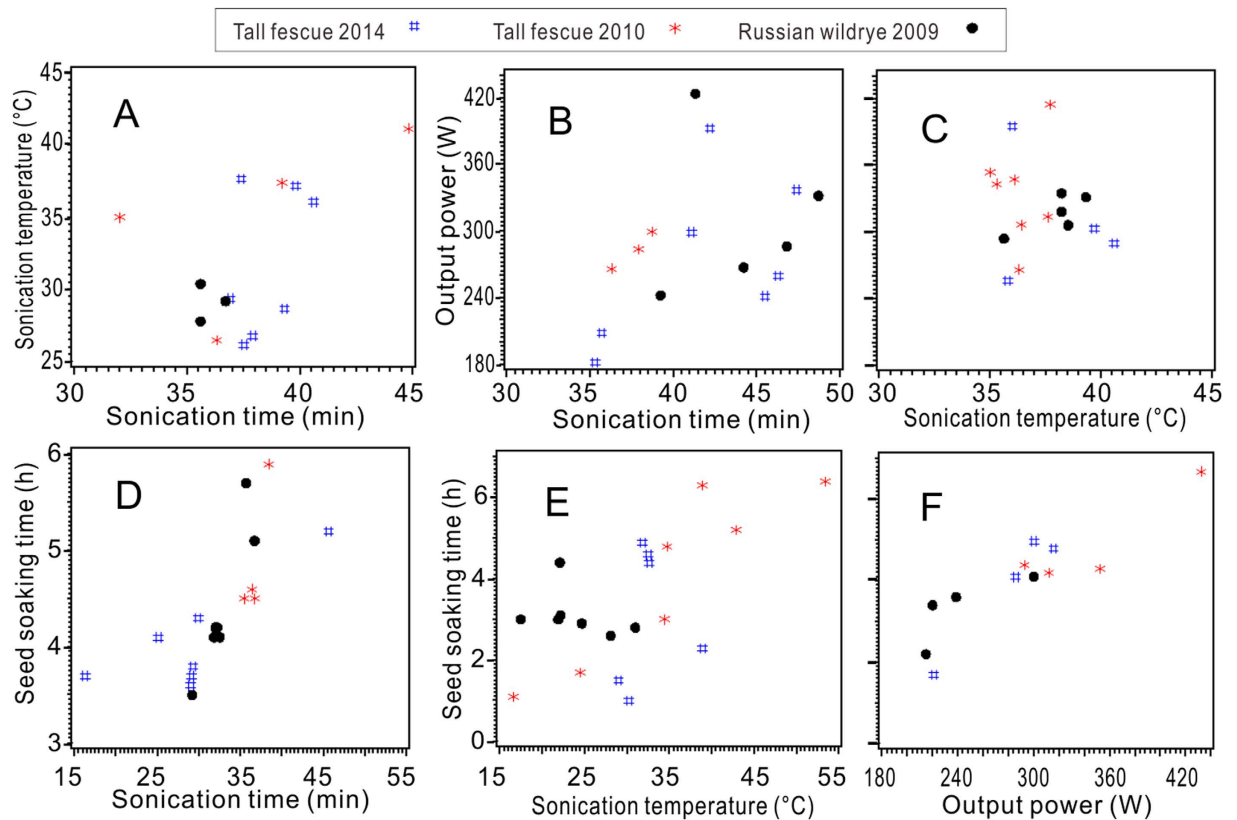 Tall fescue 2014 # Tall fescue 2010 * Russian wildrye 2009 ●
A
Sonication temperature (°C)
45
40
35
30
25
30 35 40 45
Sonication time (min)
B
Output power (W)
420
360
300
240
180
30 35 41 45 50
Sonication time (min)
C
30 35 40 45
Sonication temperature (°C)
D
Seed soaking time (h)
6
5
4
3
15 25 35 45 55
Sonication time (min)
E
Seed soaking time (h)
6
4
2
0
15 25 35 45 55
Sonication temperature (°C)
F
180 240 300 360 420
Output power (W)